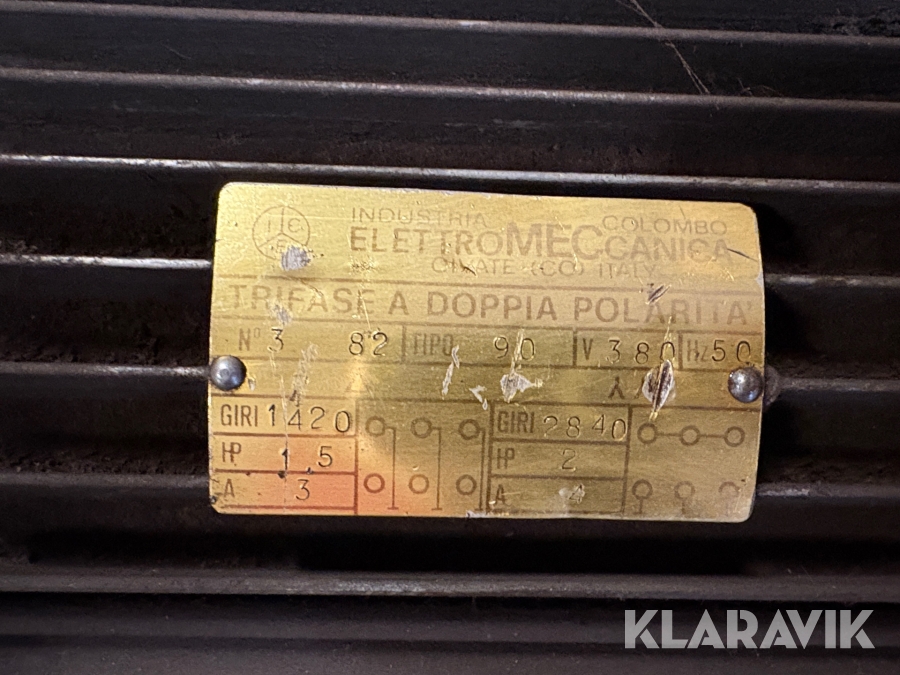 INDUSTRIA COLOMBO
ELETTROMECCANICA
CIVATE (CO) ITALY
TRIFASE A DOPPIA POLARITA'
N° 3 82 TIPO 90 V 380 Hz 50
GIRI 1420 GIRI 2840
HP 1,5 HP 2
A 3 A 4
KLARAVIK